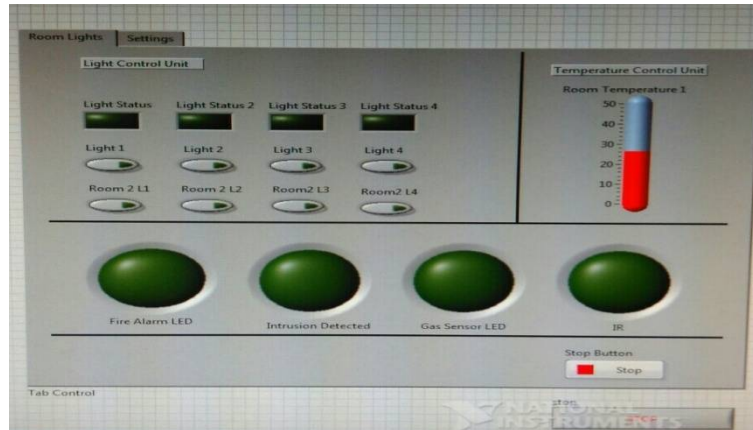 Room Lights Settings
Light Control Unit
Temperature Control Unit
Room Temperature 1
Light Status Light Status 2 Light Status 3 Light Status 4
50
40
30
20
10
0
Light 1 Light 2 Light 3 Light 4
Room 2 L1 Room 2 L2 Room2 L3 Room2 L4
Fire Alarm LED Intrusion Detected Gas Sensor LED IR
Stop Button
Stop
Tab Control
stop
STOP
NATIONAL
INSTRUMENTS